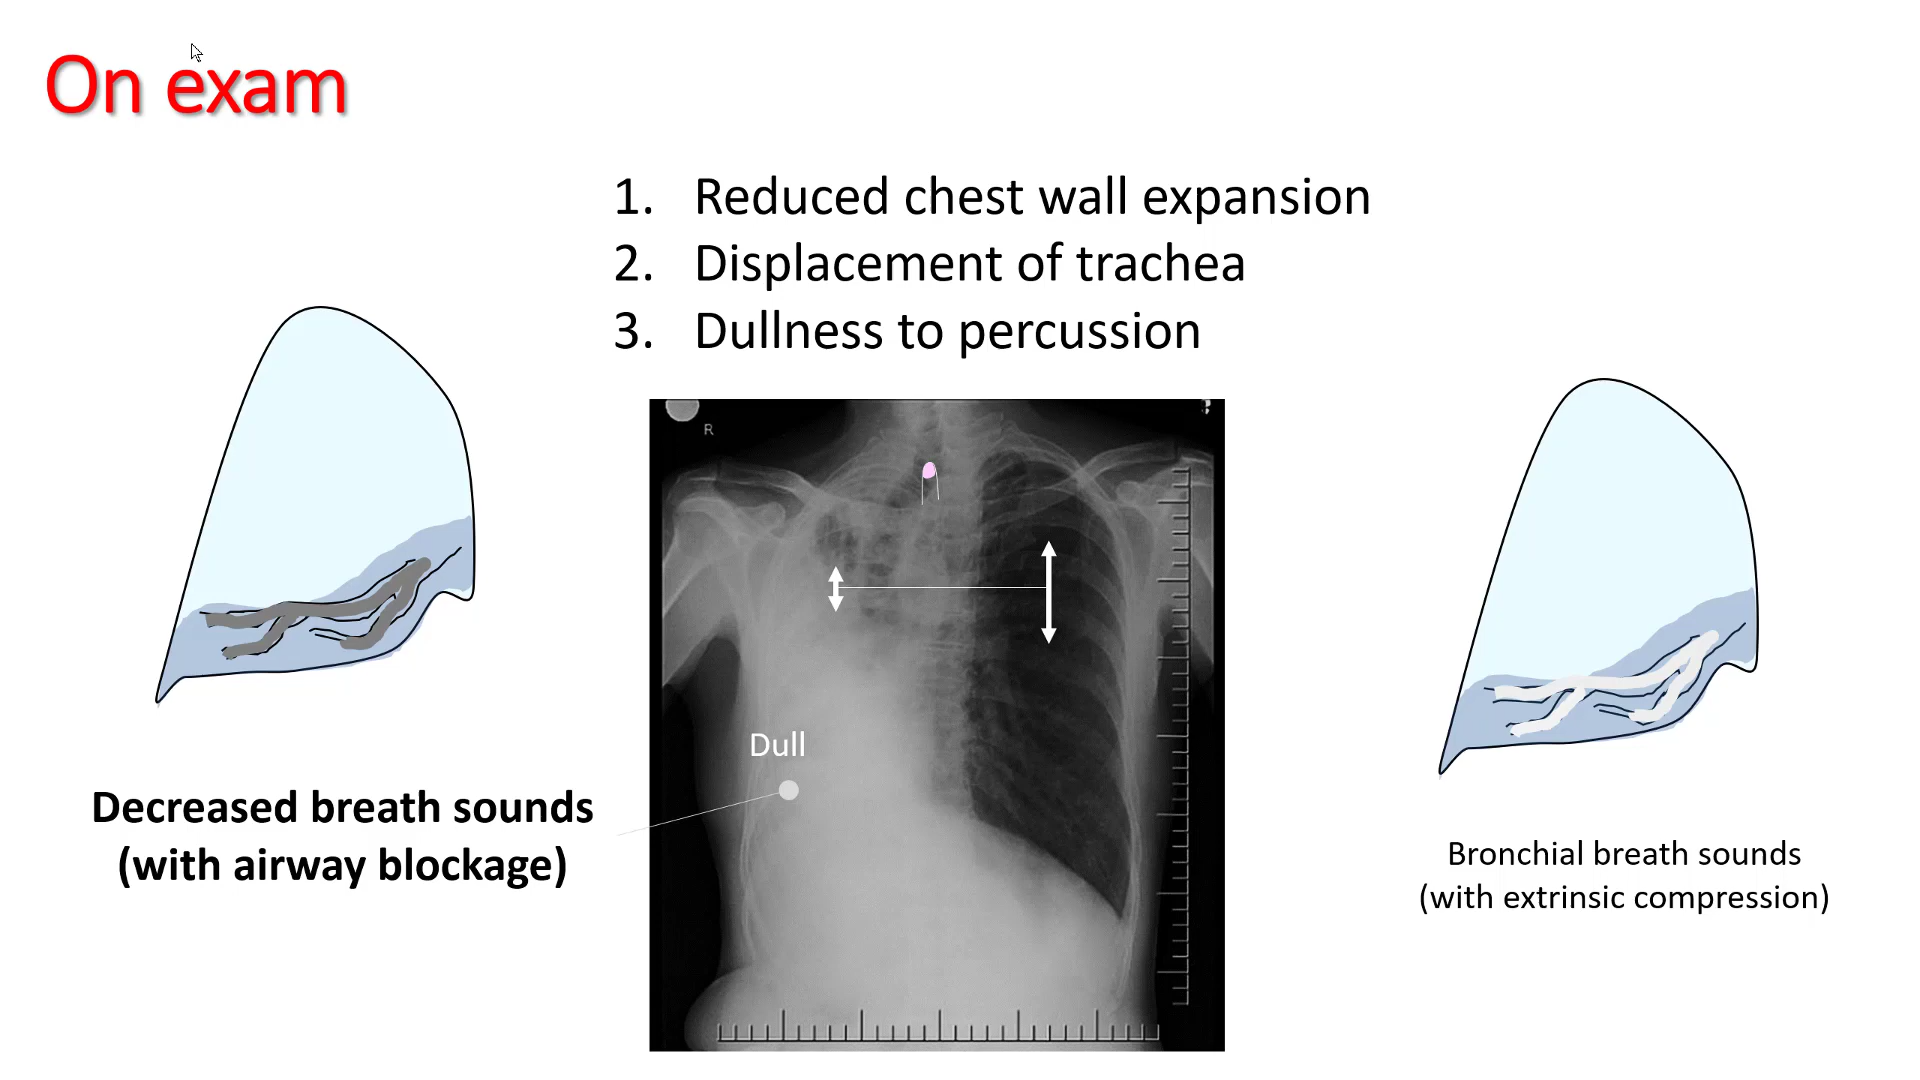 On exam
1. Reduced chest wall expansion
2. Displacement of trachea
3. Dullness to percussion
R
Dull
Decreased breath sounds
(with airway blockage)
Bronchial breath sounds
(with extrinsic compression)